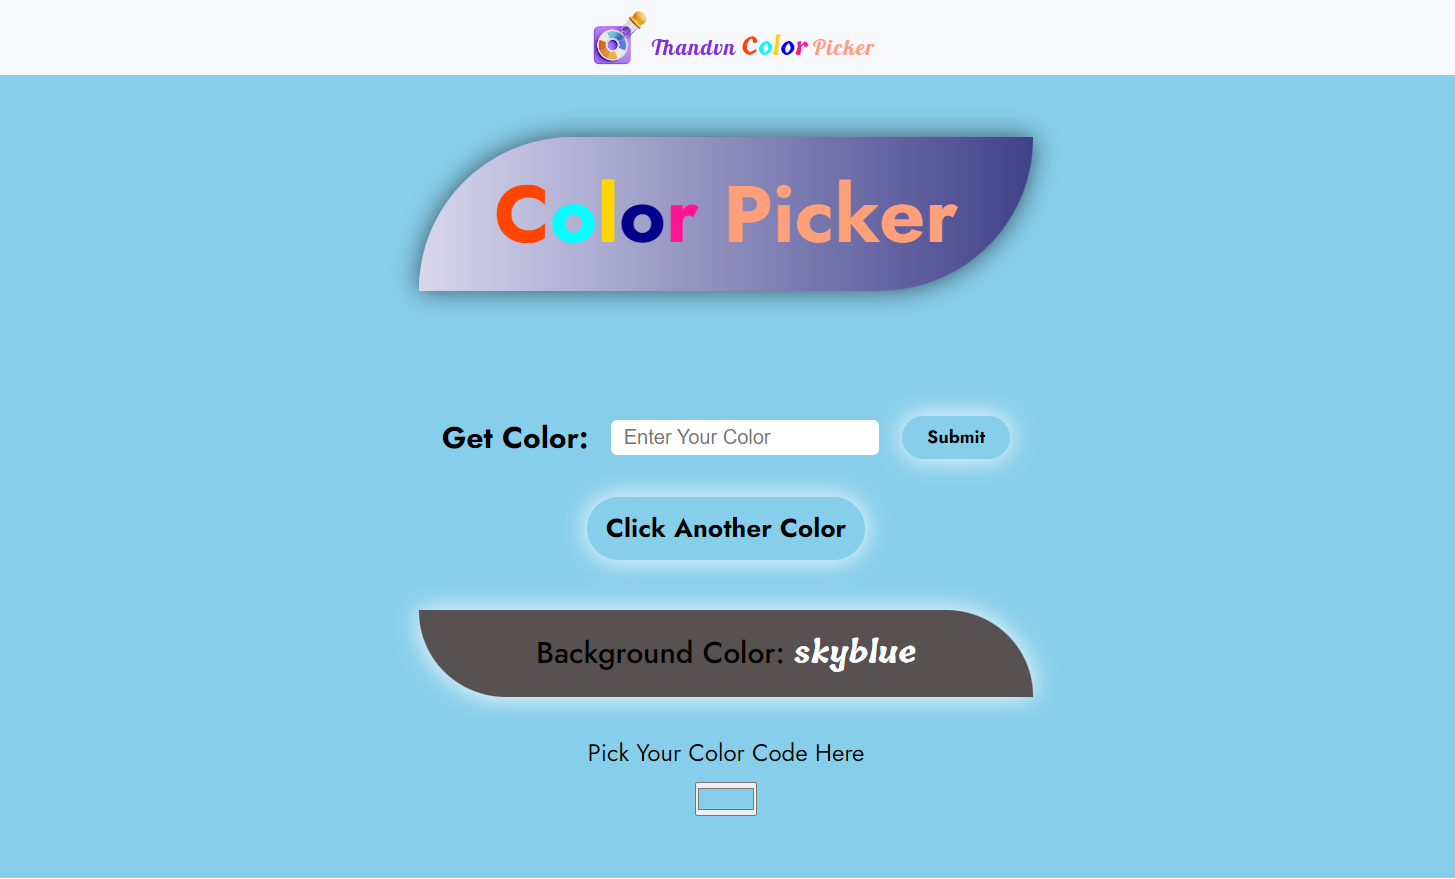 Thandvn Color Picker
Color Picker
Get Color: Enter Your Color Submit
Click Another Color
Background Color: skyblue
Pick Your Color Code Here